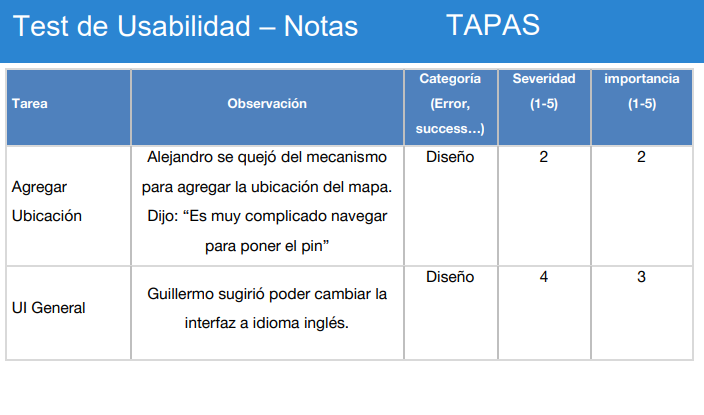 Test de Usabilidad – Notas TAPAS
Tarea Observación Categoría (Error, success…) Severidad (1-5) importancia (1-5)
Agregar Ubicación
Alejandro se quejó del mecanismo
para agregar la ubicación del mapa.
Dijo: “Es muy complicado navegar
para poner el pin”
Diseño 2 2
UI General
Guillermo sugirió poder cambiar la
interfaz a idioma inglés.
Diseño 4 3